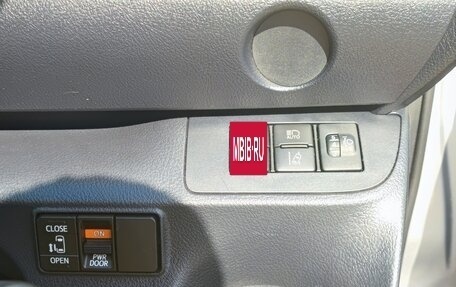 MBIB.RU
AUTO
CLOSE
ON
OPEN
PWR
DOOR